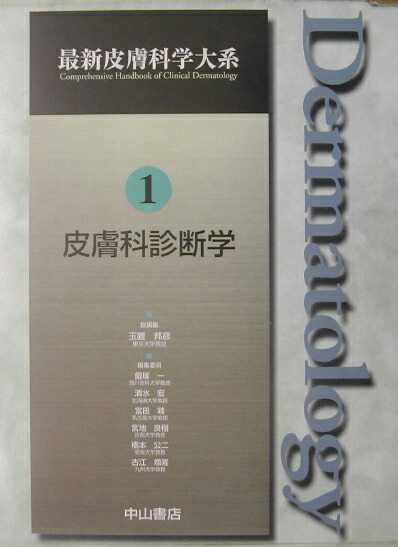 最新皮膚科学大系
Comprehensive Handbook of Clinical Dermatology
1
皮膚科診断学
総編集
玉置 邦彦
東京大学教授
編集委員
飯塚 一
旭川医科大学教授
清水 宏
北海道大学教授
富田 靖
名古屋大学教授
宮地 良樹
京都大学教授
橋本 公二
愛媛大学教授
古江 増隆
九州大学教授
中山書店
Dermatology